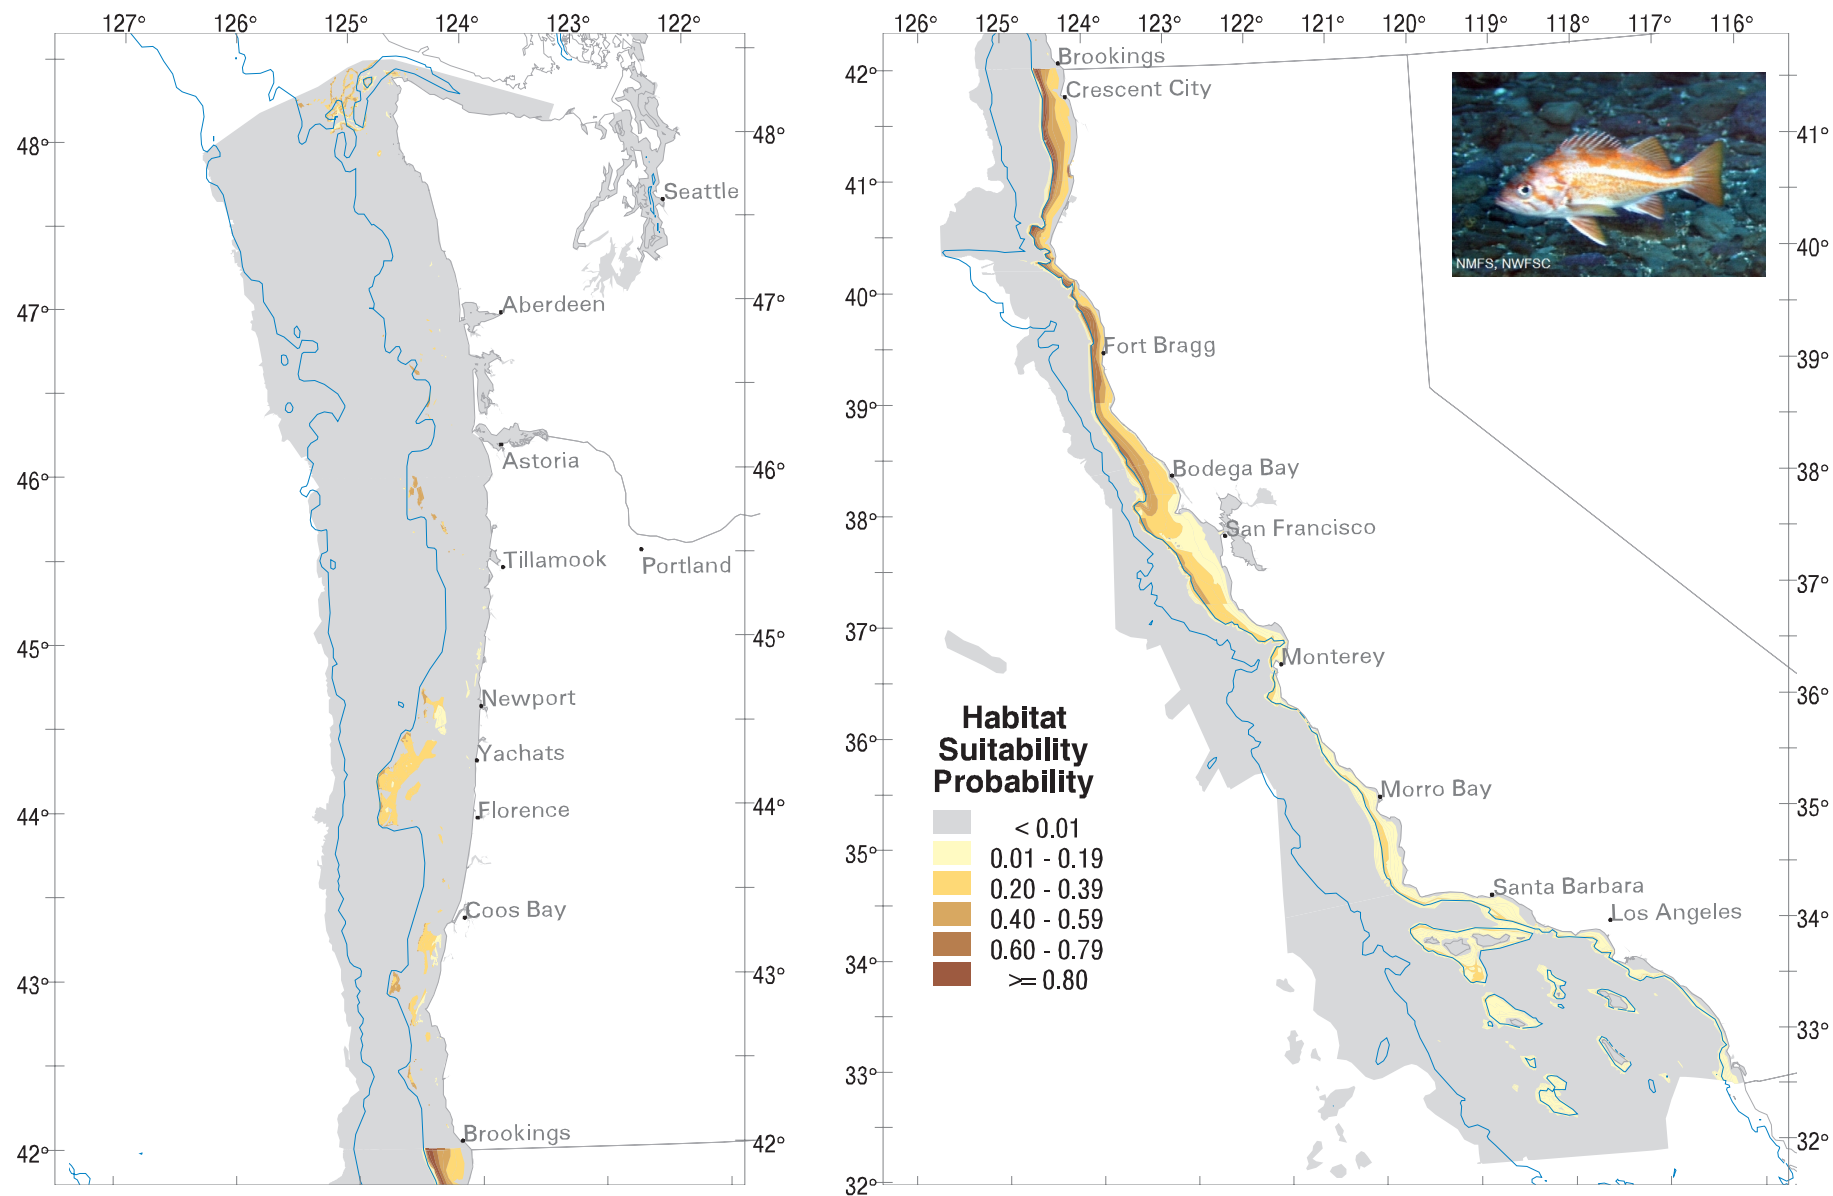 127° 125° 125° 124° 123° 122°
48° 48°
Seattle
47° 47°
Aberdeen
46° 46°
Astoria
Tillamook
Portland
45° 45°
Newport
Yachats
44° 44°
Florence
Coos Bay
43° 43°
Brookings
42° 42°
126° 125° 124° 123° 122° 121° 120° 119° 118° 117° 116°
Brookings
42°
Crescent City
41°
41°
NMFS, NWFSC
40°
40°
Fort Bragg
39°
39°
Bodega Bay
38°
38°
San Francisco
37°
37°
Monterey
36°
Habitat
Suitability
Probability
36°
Morro Bay
35°
< 0.01
0.01 - 0.19
35°
0.20 - 0.39
Santa Barbara
Los Angeles
34°
0.40 - 0.59
0.60 - 0.79
34°
>= 0.80
33°
33°
32°
32°